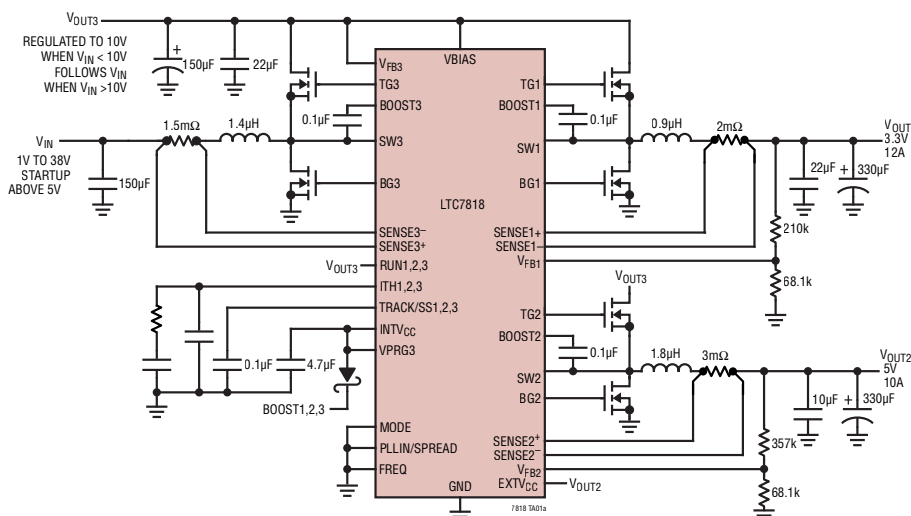 VOUT3
REGULATED TO 10V
WHEN VIN < 10V
FOLLOWS VIN
WHEN VIN >10V
+
150µF
22µF
VIN
1V TO 38V
STARTUP
ABOVE 5V
150µF
1.5mΩ
1.4µH
0.1µF
VFB3
TG3
BOOST3
SW3
BG3
SENSE3–
SENSE3+
VOUT3
RUN1,2,3
ITH1,2,3
TRACK/SS1,2,3
INTVCC
VPRG3
0.1µF
4.7µF
BOOST1,2,3
MODE
PLLIN/SPREAD
FREQ
VBIAS
LTC7818
GND
TG1
BOOST1
SW1
BG1
SENSE1+
SENSE1–
VFB1
0.1µF
0.9µH
2mΩ
VOUT
3.3V
12A
22µF
+
330µF
210k
68.1k
VOUT3
TG2
BOOST2
SW2
BG2
SENSE2+
SENSE2–
VFB2
EXTVCC
VOUT2
0.1µF
1.8µH
3mΩ
VOUT2
5V
10A
10µF
+
330µF
357k
68.1k
7818 TA01a